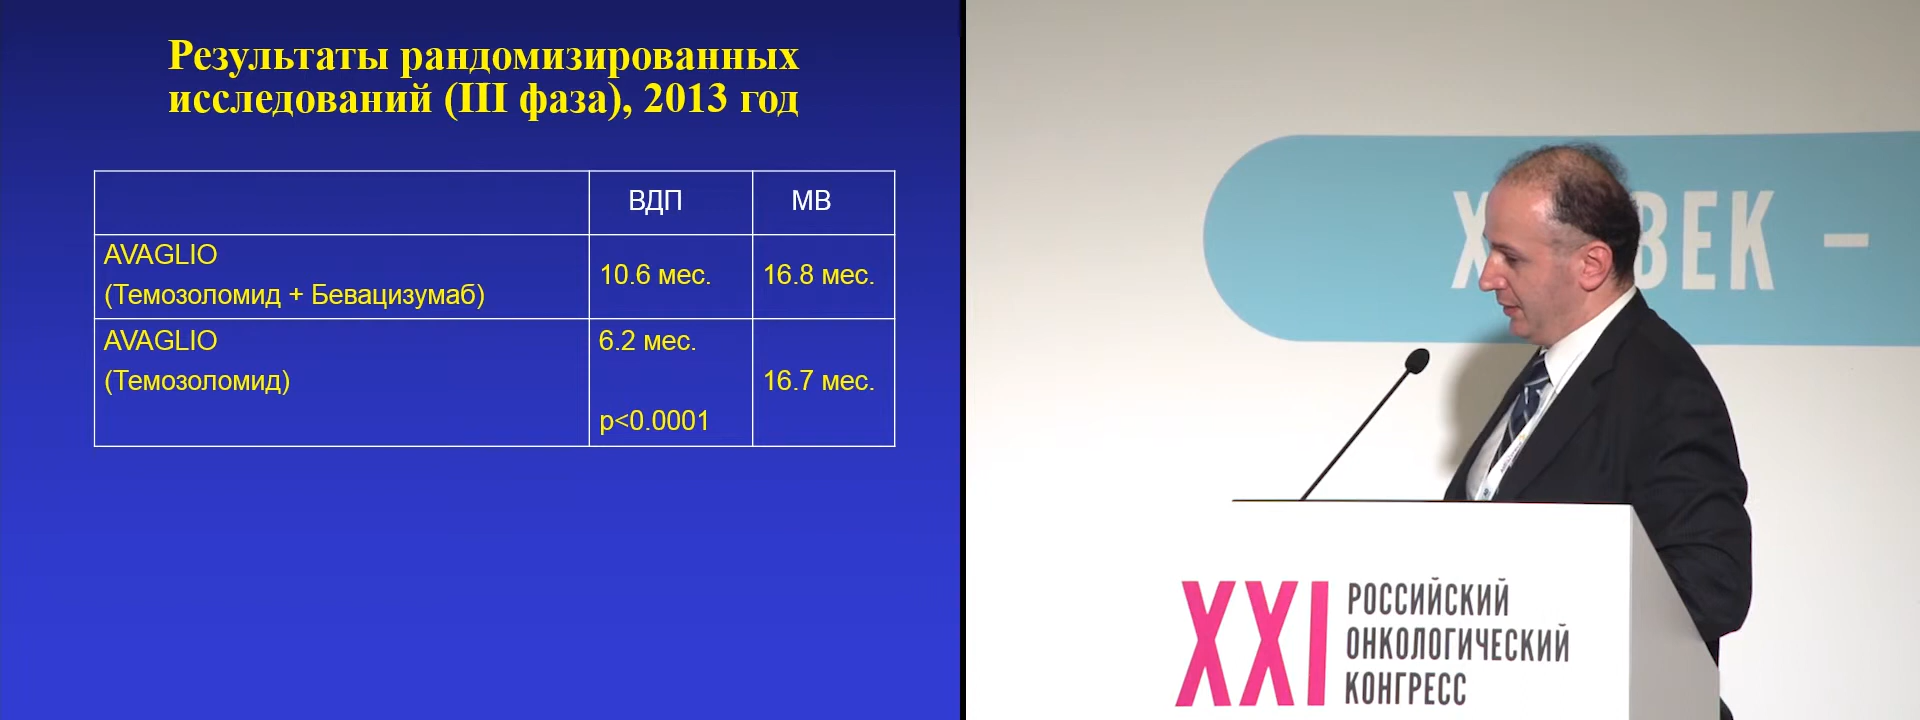 Результаты рандомизированных
исследований (III фаза), 2013 год
ВДП МВ
AVAGLIO
(Темозоломид + Бевацизумаб)
10.6 мес. 16.8 мес.
AVAGLIO
(Темозоломид)
6.2 мес.
p<0.0001
16.7 мес.
ВЕК –
XXI
РОССИЙСКИЙ
ОНКОЛОГИЧЕСКИЙ
КОНГРЕСС